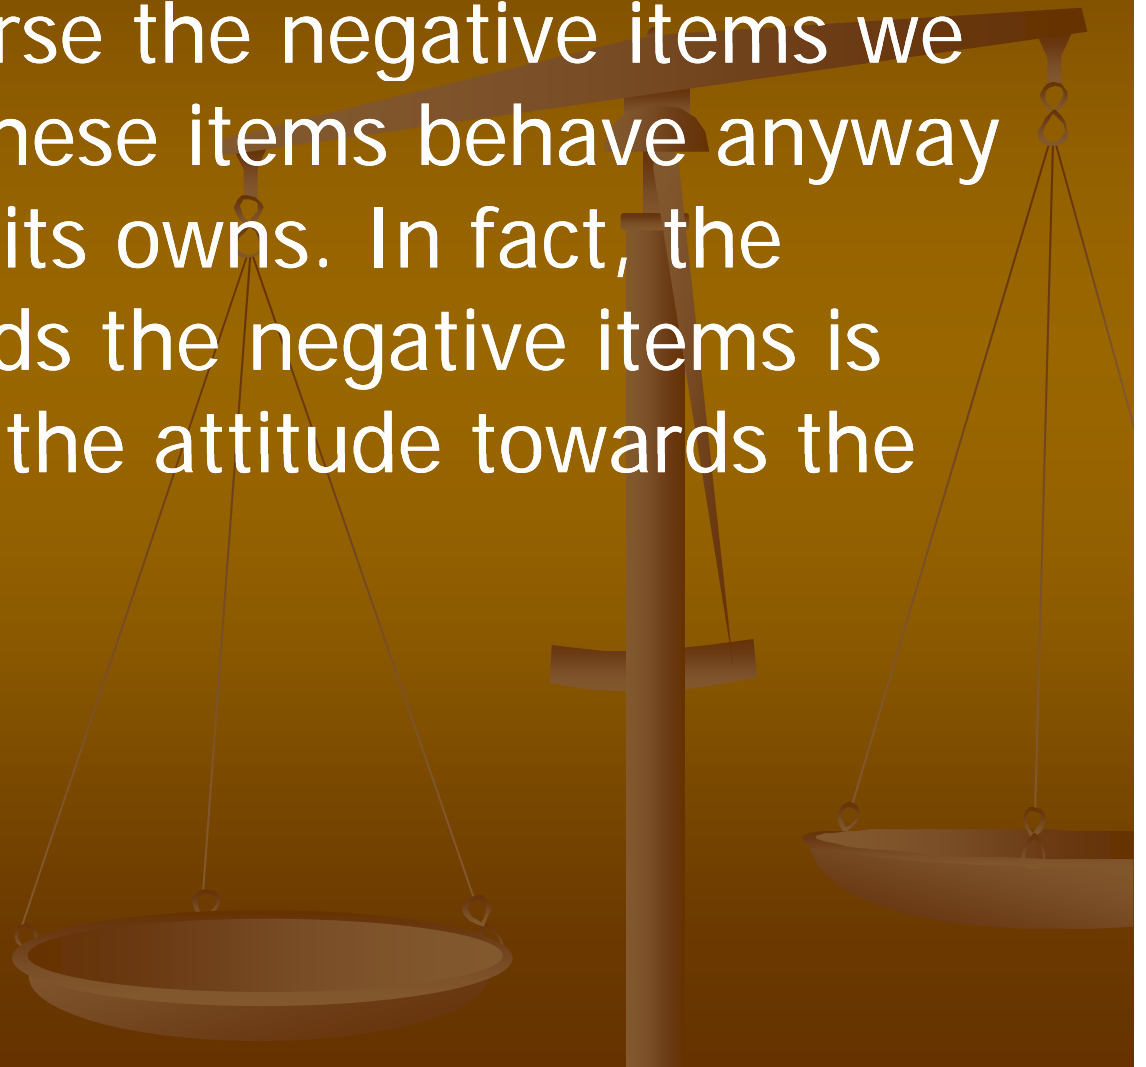 rse the negative items we
hese items behave anyway
its owns. In fact, the
ds the negative items is
the attitude towards the